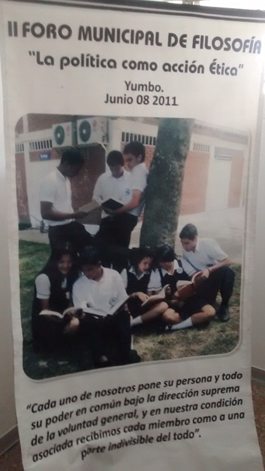 II FORO MUNICIPAL DE FILOSOFÍA
"La política como acción Ética"
Yumbo.
Junio 08 2011
"Cada uno de nosotros pone su persona y todo
su poder en común bajo la dirección suprema
de la voluntad general, y en nuestra condición
asociada recibimos cada miembro como a una
parte indivisible del todo".